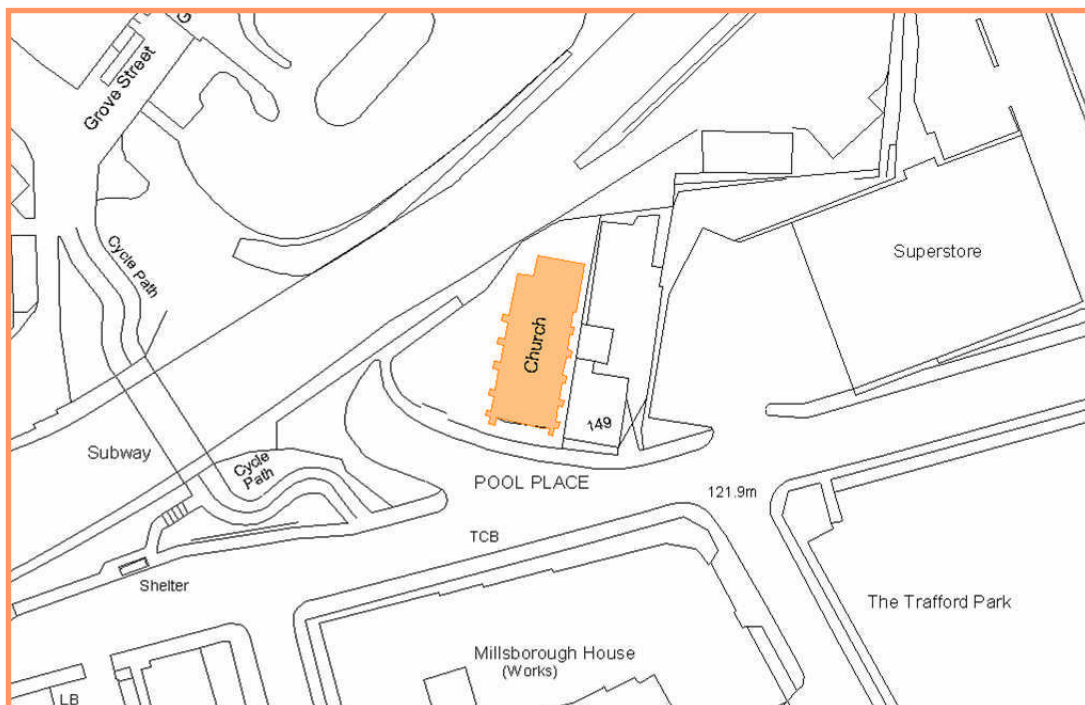 Grove Street
G
Cycle Path
Superstore
Church
149
Subway
Cycle
Path
POOL PLACE
121.9m
TCB
Shelter
The Trafford Park
Millsborough House
(Works)
LB